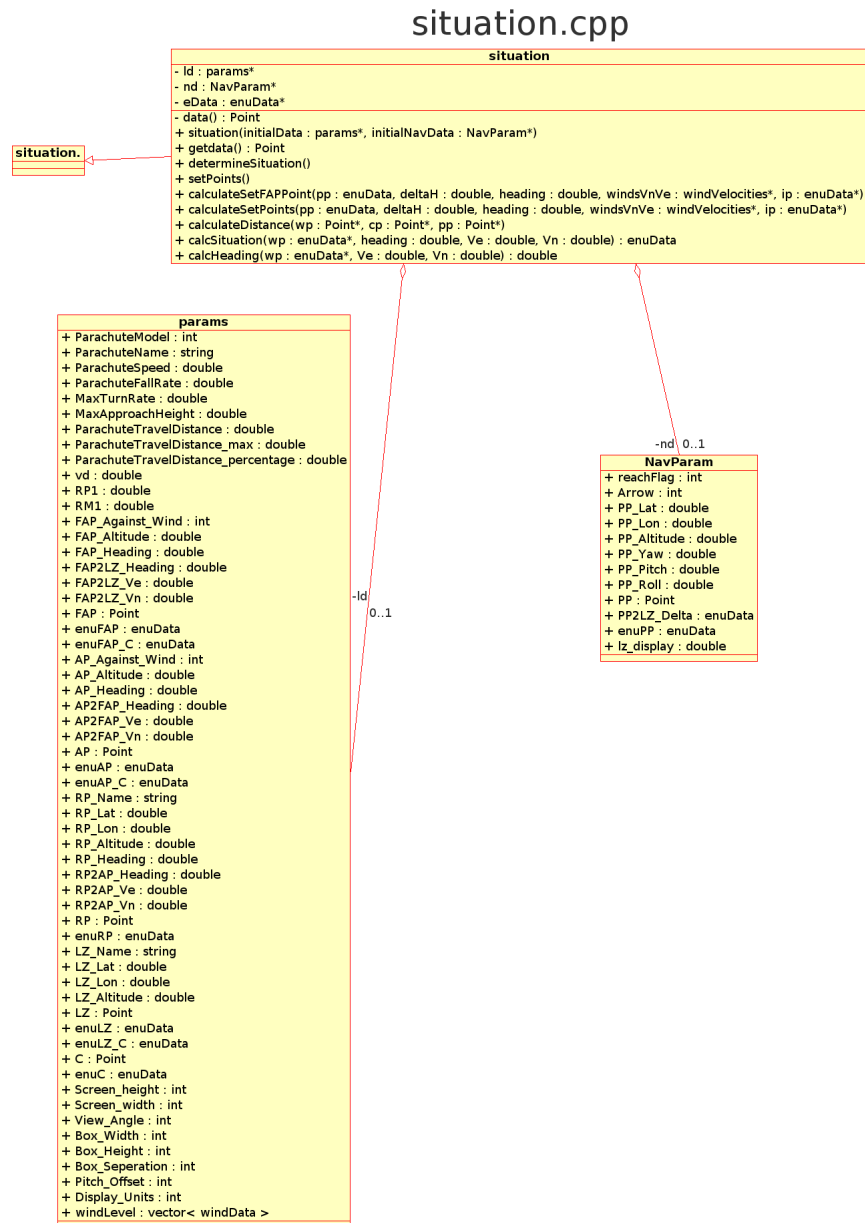 situation.cpp
situation
- ld : params*
- nd : NavParam*
- eData : enuData*
- data() : Point
+ situation(initialData : params*, initialNavData : NavParam*)
+ getdata() : Point
+ determineSituation()
+ setPoints()
+ calculateSetFAPPoint(pp : enuData, deltaH : double, heading : double, windsVnVe : windVelocities*, ip : enuData*)
+ calculateSetPoints(pp : enuData, deltaH : double, heading : double, windsVnVe : windVelocities*, ip : enuData*)
+ calculateDistance(wp : Point*, cp : Point*, pp : Point*)
+ calcSituation(wp : enuData*, heading : double, Ve : double, Vn : double) : enuData
+ calcHeading(wp : enuData*, Ve : double, Vn : double) : double
situation.
params
+ ParachuteModel : int
+ ParachuteName : string
+ ParachuteSpeed : double
+ ParachuteFallRate : double
+ MaxTurnRate : double
+ MaxApproachHeight : double
+ ParachuteTravelDistance : double
+ ParachuteTravelDistance_max : double
+ ParachuteTravelDistance_percentage : double
+ vd : double
+ RP1 : double
+ RM1 : double
+ FAP_Against_Wind : int
+ FAP_Altitude : double
+ FAP_Heading : double
+ FAP2LZ_Heading : double
+ FAP2LZ_Ve : double
+ FAP2LZ_Vn : double
+ FAP : Point
+ enuFAP : enuData
+ enuFAP_C : enuData
+ AP_Against_Wind : int
+ AP_Altitude : double
+ AP_Heading : double
+ AP2FAP_Heading : double
+ AP2FAP_Ve : double
+ AP2FAP_Vn : double
+ AP : Point
+ enuAP : enuData
+ enuAP_C : enuData
+ RP_Name : string
+ RP_Lat : double
+ RP_Lon : double
+ RP_Altitude : double
+ RP_Heading : double
+ RP2AP_Heading : double
+ RP2AP_Ve : double
+ RP2AP_Vn : double
+ RP : Point
+ enuRP : enuData
+ LZ_Name : string
+ LZ_Lat : double
+ LZ_Lon : double
+ LZ_Altitude : double
+ LZ : Point
+ enuLZ : enuData
+ enuLZ_C : enuData
+ C : Point
+ enuC : enuData
+ Screen_height : int
+ Screen_width : int
+ View_Angle : int
+ Box_Width : int
+ Box_Height : int
+ Box_Seperation : int
+ Pitch_Offset : int
+ Display_Units : int
+ windLevel : vector< windData >
-ld
0..1
-nd 0..1
NavParam
+ reachFlag : int
+ Arrow : int
+ PP_Lat : double
+ PP_Lon : double
+ PP_Altitude : double
+ PP_Yaw : double
+ PP_Pitch : double
+ PP_Roll : double
+ PP : Point
+ PP2LZ_Delta : enuData
+ enuPP : enuData
+ lz_display : double